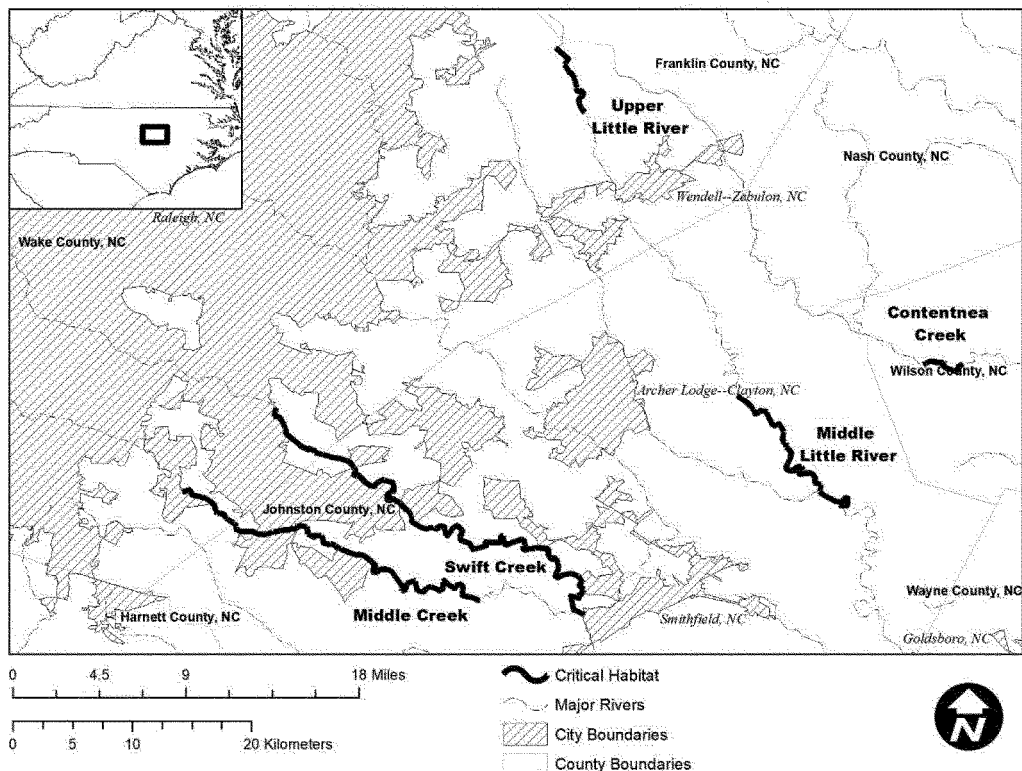 Franklin County, NC
Upper
Little River
Nash County, NC
Wendell--Zebulon, NC
Raleigh, NC
Wake County, NC
Contentnea
Creek
Wilson County, NC
Archer Lodge--Clayton, NC
Middle
Little River
Johnston County, NC
Swift Creek
Middle Creek
Harnett County, NC
Smithfield, NC
Wayne County, NC
Goldsboro, NC
0 4.5 9 18 Miles
0 5 10 20 Kilometers
Critical Habitat
Major Rivers
City Boundaries
County Boundaries
N